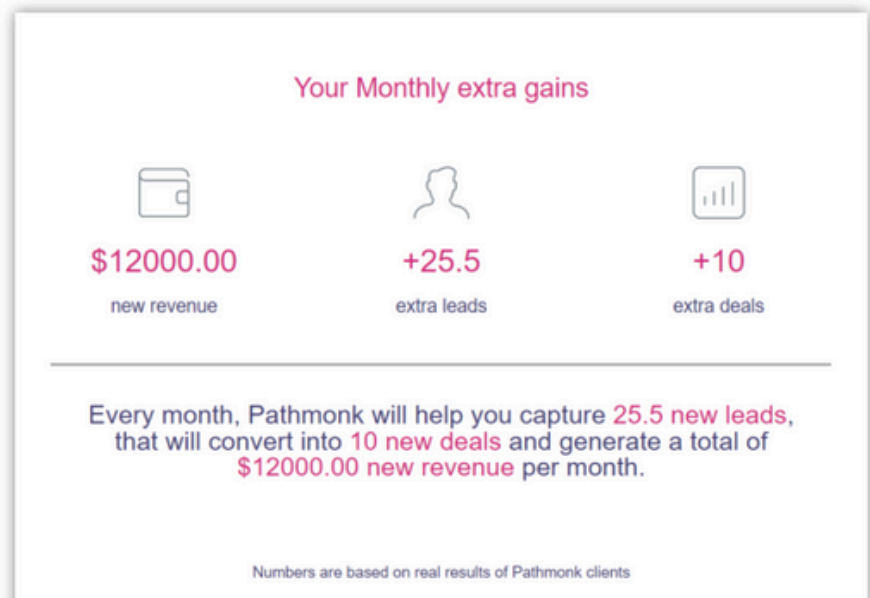 Your Monthly extra gains
$12000.00
+25.5
+10
new revenue
extra leads
extra deals
Every month, Pathmonk will help you capture 25.5 new leads,
that will convert into 10 new deals and generate a total of
$12000.00 new revenue per month.
Numbers are based on real results of Pathmonk clients